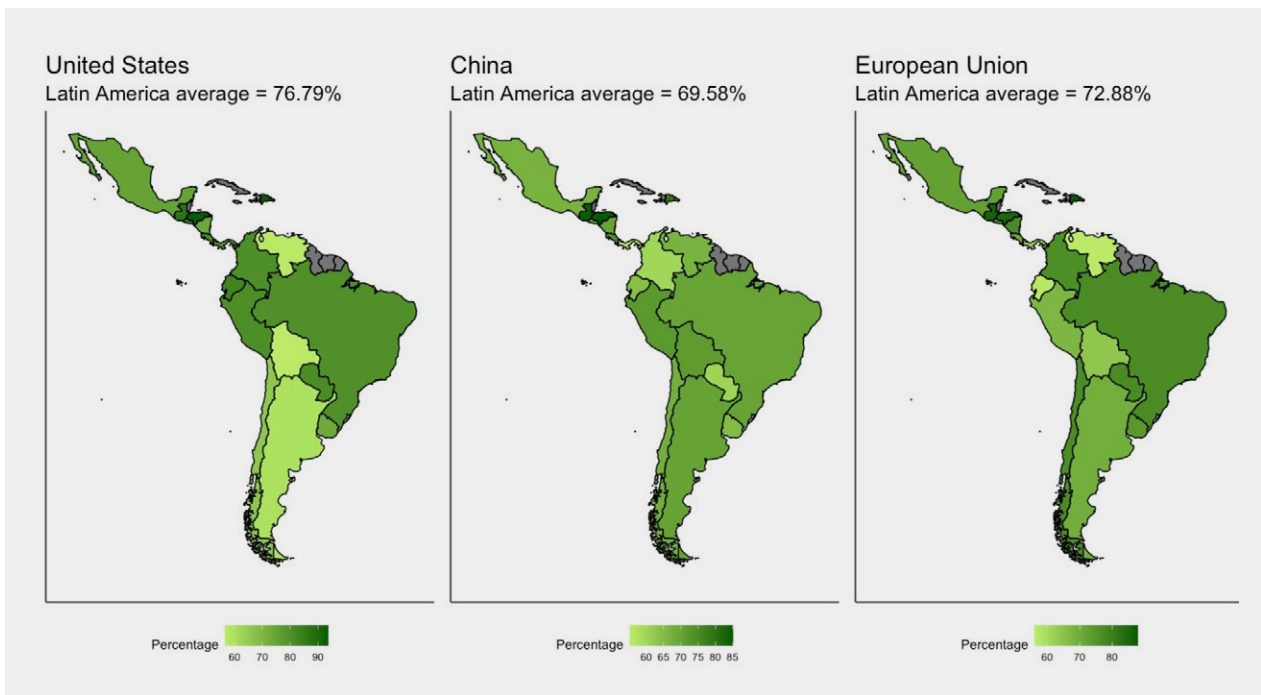 United States
Latin America average = 76.79%
China
Latin America average = 69.58%
European Union
Latin America average = 72.88%
Percentage
60 70 80 90
Percentage
60 65 70 75 80 85
Percentage
60 70 80